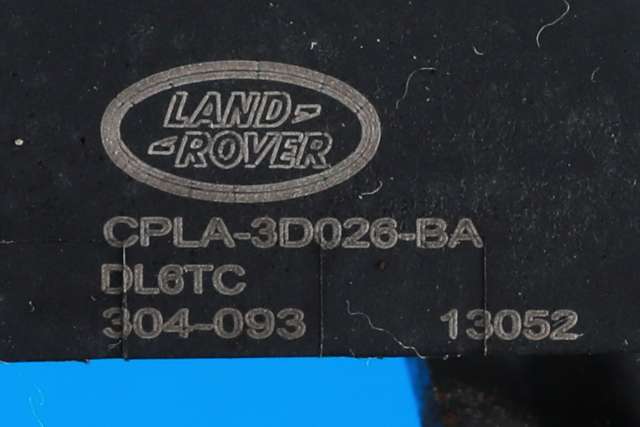 LAND-
-ROVER
CPLA-3D026-BA
DL6TC
304-093 13052